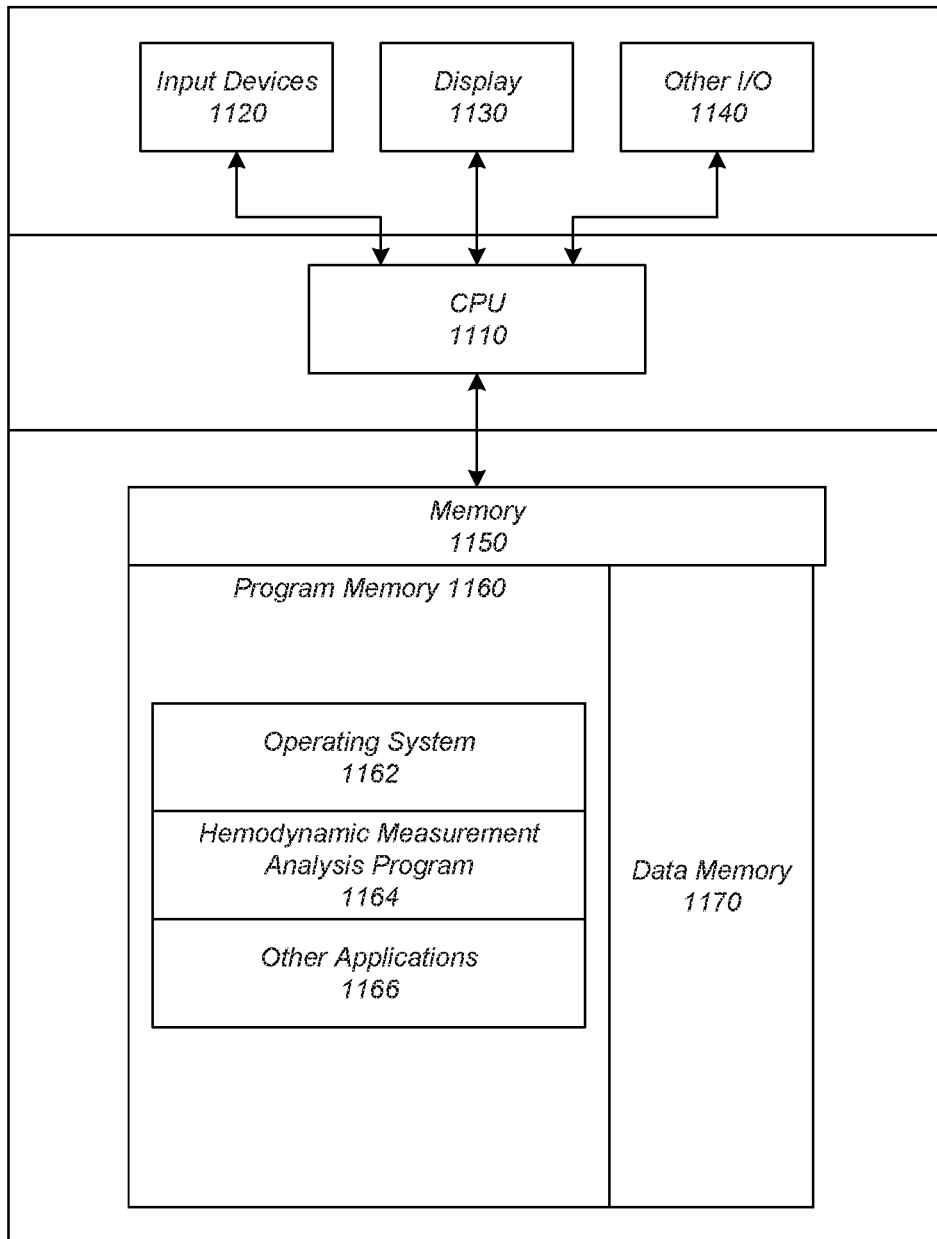 Input Devices
1120
Display
1130
Other I/O
1140
CPU
1110
Memory
1150
Program Memory 1160
Operating System
1162
Hemodynamic Measurement
Analysis Program
1164
Other Applications
1166
Data Memory
1170